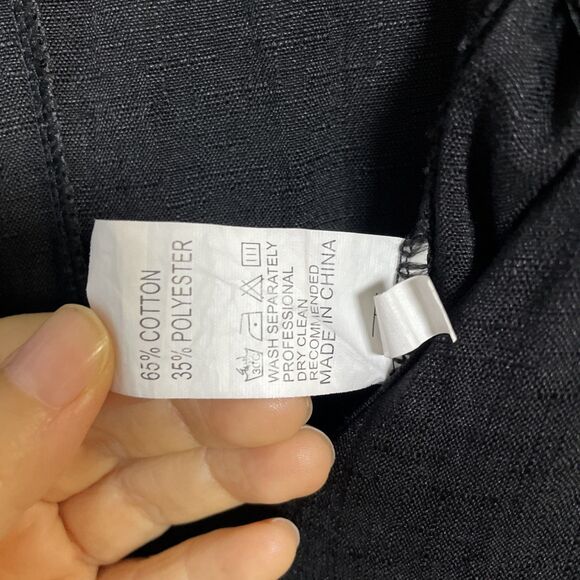 65% COTTON
35% POLYESTER
WASH SEPARATELY
PROFESSIONAL
DRY CLEAN
RECOMMENDED
MADE IN CHINA